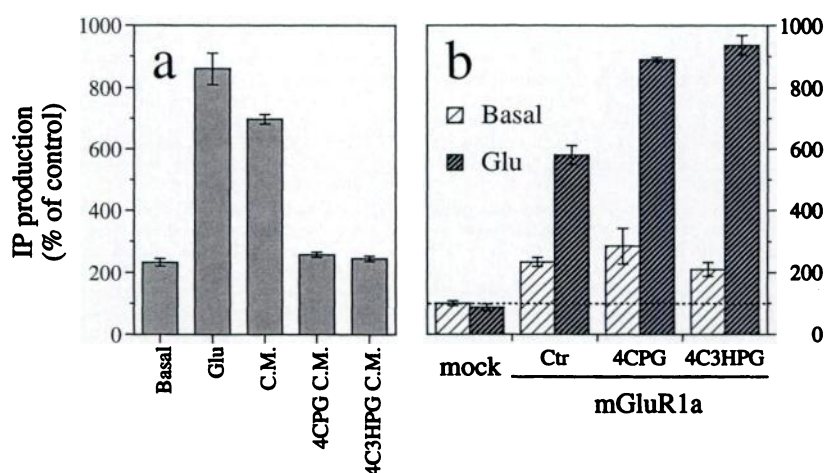 IP production
(% of control)
1000
800
600
400
200
0
a
Basal
Glu
C.M.
4CPG C.M.
4C3HPG C.M.
b
Basal
Glu
1000
800
600
400
200
0
mock
Ctr
4CPG
4C3HPG
mGluR1a